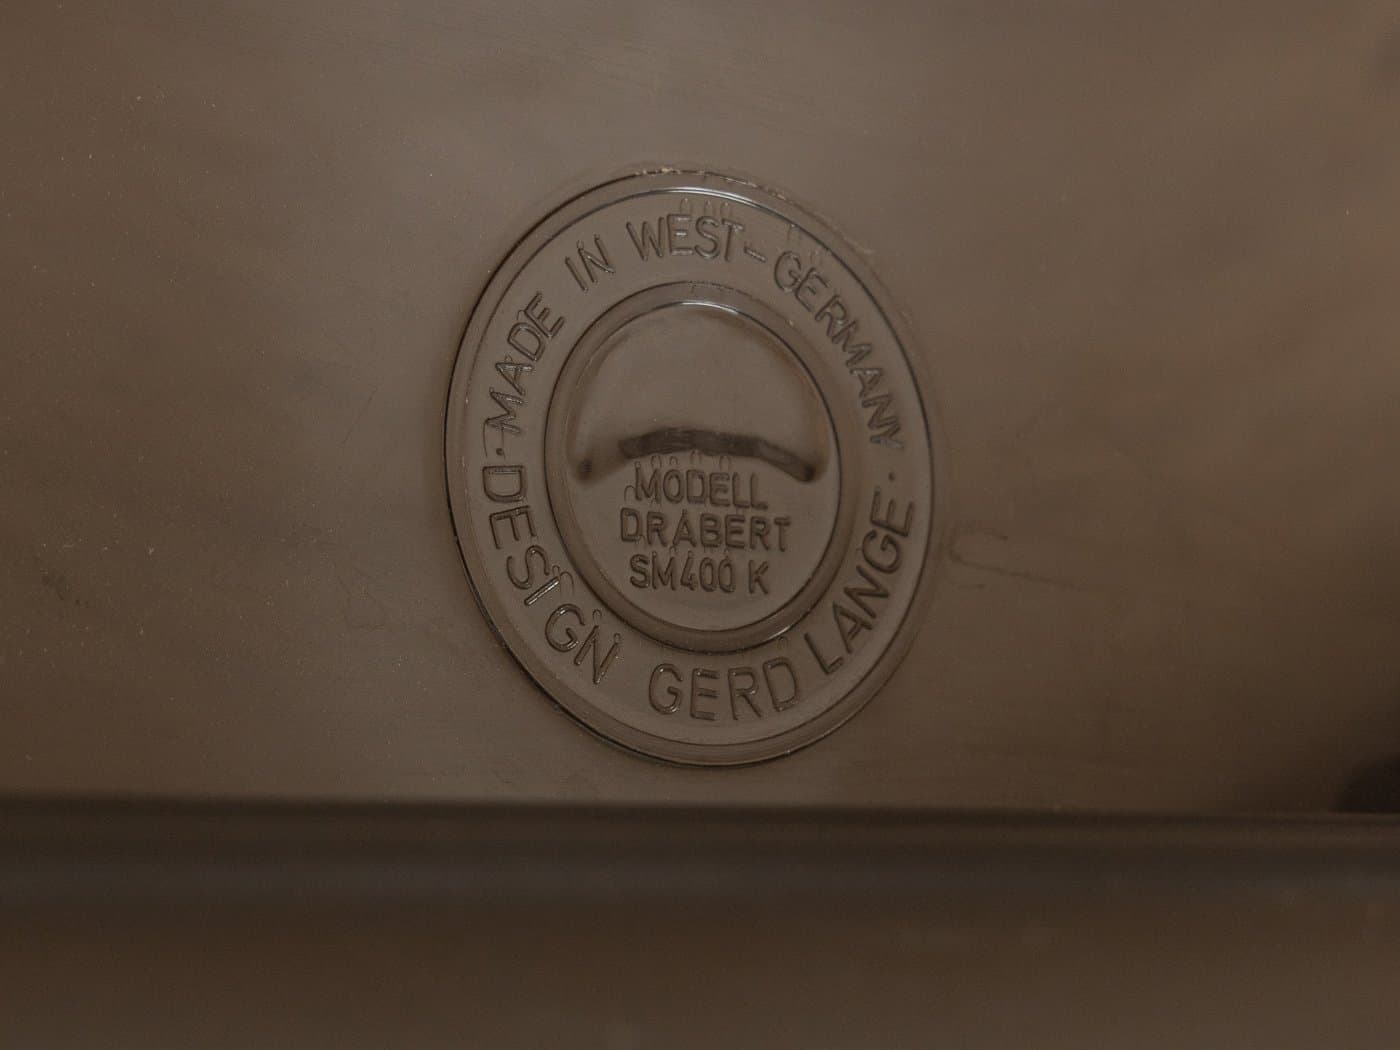 ·MADE IN WEST-GERMANY·
DESIGN GERD LANGE
MODELL
DRABERT
SM400 K